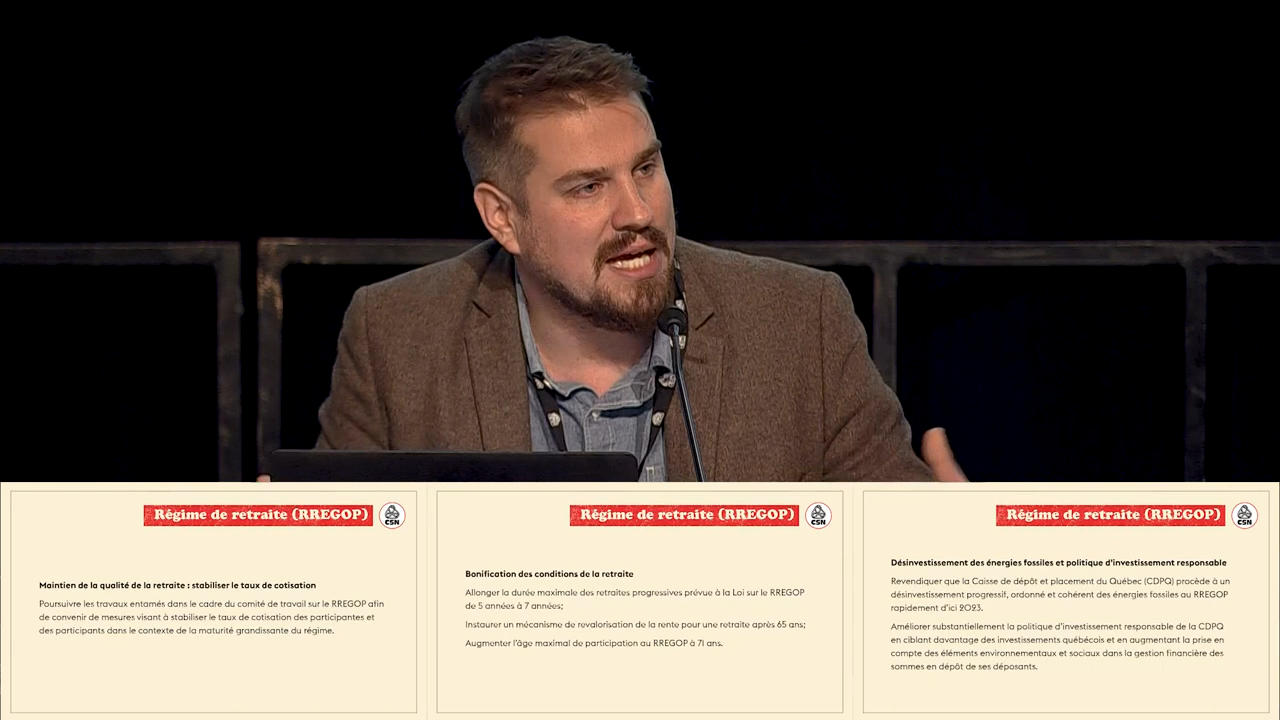 Régime de retraite (RREGOP)
CSN
Maintien de la qualité de la retraite : stabiliser le taux de cotisation
Poursuivre les travaux entamés dans le cadre du comité de travail sur le RREGOP afin
de convenir de mesures visant à stabiliser le taux de cotisation des participantes et
des participants dans le contexte de la maturité grandissante du régime.
Régime de retraite (RREGOP)
CSN
Bonification des conditions de la retraite
Allonger la durée maximale des retraites progressives prévue à la Loi sur le RREGOP
de 5 années à 7 années;
Instaurer un mécanisme de revalorisation de la rente pour une retraite après 65 ans;
Augmenter l'âge maximal de participation au RREGOP à 71 ans.
Régime de retraite (RREGOP)
CSN
Désinvestissement des énergies fossiles et politique d'investissement responsable
Revendiquer que la Caisse de dépôt et placement du Québec (CDPQ) procède à un
désinvestissement progressif, ordonné et cohérent des énergies fossiles au RREGOP
rapidement d'ici 2023.
Améliorer substantiellement la politique d'investissement responsable de la CDPQ
en ciblant davantage des investissements québécois et en augmentant la prise en
compte des éléments environnementaux et sociaux dans la gestion financière des
sommes en dépôt de ses déposants.